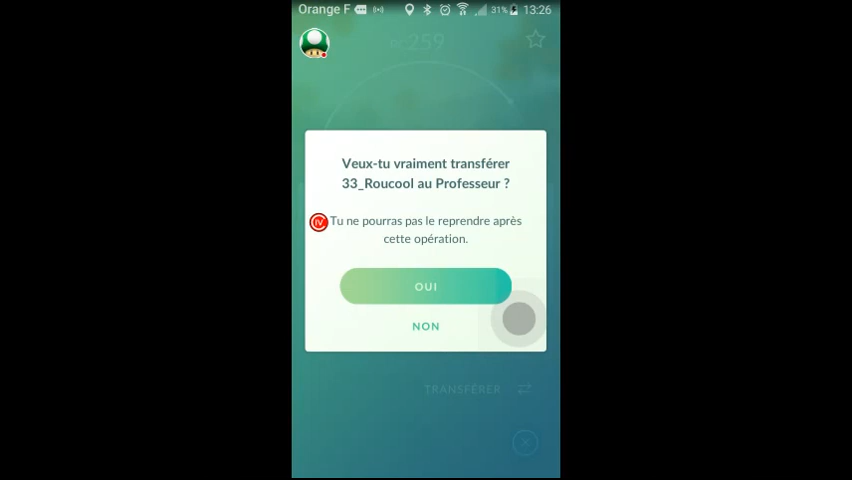 Orange F 31% 13:26
PC259
Veux-tu vraiment transférer
33_Roucool au Professeur ?
IV
Tu ne pourras pas le reprendre après
cette opération.
OUI
NON
TRANSFÉRER